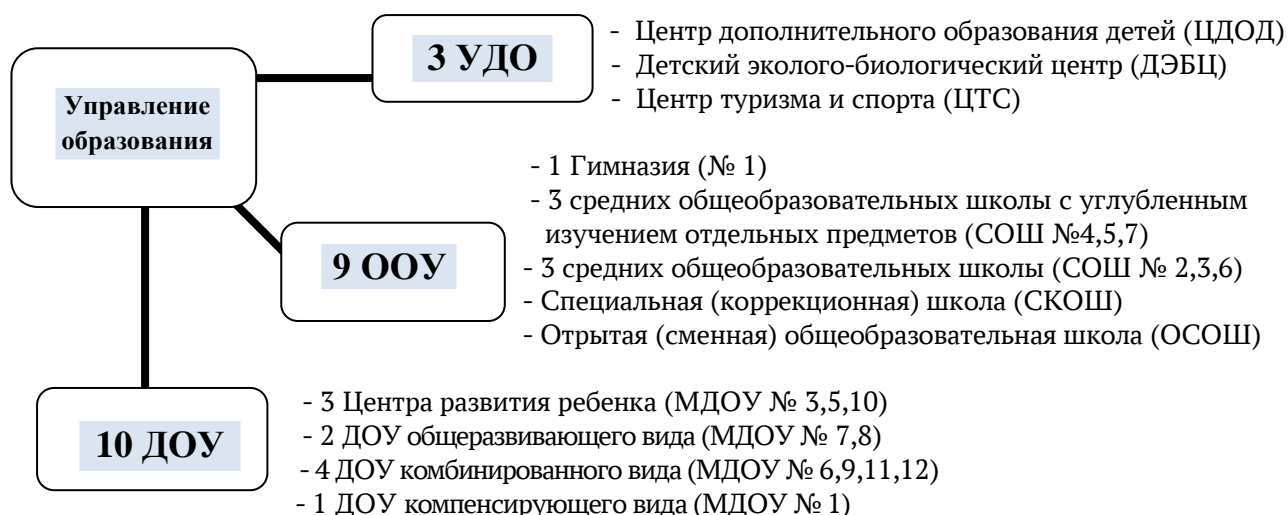 3 УДО
- Центр дополнительного образования детей (ЦДОД)
- Детский эколого-биологический центр (ДЭБЦ)
- Центр туризма и спорта (ЦТС)
Управление
образования
9 ООУ
- 1 Гимназия (№ 1)
- 3 средних общеобразовательных школы с углубленным
изучением отдельных предметов (СОШ №4,5,7)
- 3 средних общеобразовательных школы (СОШ № 2,3,6)
- Специальная (коррекционная) школа (СКОШ)
- Отрытая (сменная) общеобразовательная школа (ОСОШ)
10 ДОУ
- 3 Центра развития ребенка (МДОУ № 3,5,10)
- 2 ДОУ общеразвивающего вида (МДОУ № 7,8)
- 4 ДОУ комбинированного вида (МДОУ № 6,9,11,12)
- 1 ДОУ компенсирующего вида (МДОУ № 1)